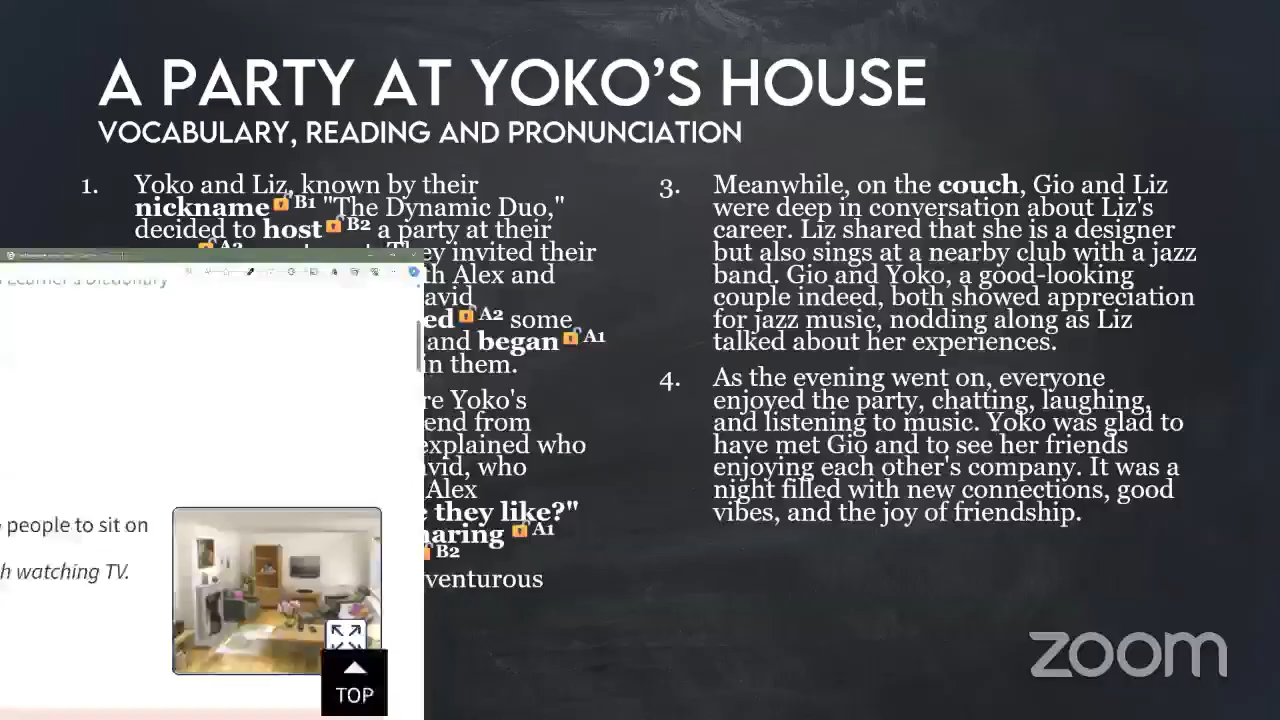 A PARTY AT YOKO'S HOUSE
VOCABULARY, READING AND PRONUNCIATION
1. Yoko and Liz, known by their
nickname B1 "The Dynamic Duo,"
decided to host B2 a party at their
A2 They invited their
Alex and
avid
ed A2 some
and began A1
in them.
re Yoko's
end from
explained who
vid, who
Alex
e they like?"
haring A1
B2
venturous
3. Meanwhile, on the couch, Gio and Liz
were deep in conversation about Liz's
career. Liz shared that she is a designer
but also sings at a nearby club with a jazz
band. Gio and Yoko, a good-looking
couple indeed, both showed appreciation
for jazz music, nodding along as Liz
talked about her experiences.
4. As the evening went on, everyone
enjoyed the party, chatting, laughing,
and listening to music. Yoko was glad to
have met Gio and to see her friends
enjoying each other's company. It was a
night filled with new connections, good
vibes, and the joy of friendship.
Learner's Dictionary
people to sit on
h watching TV.
TOP
zoom